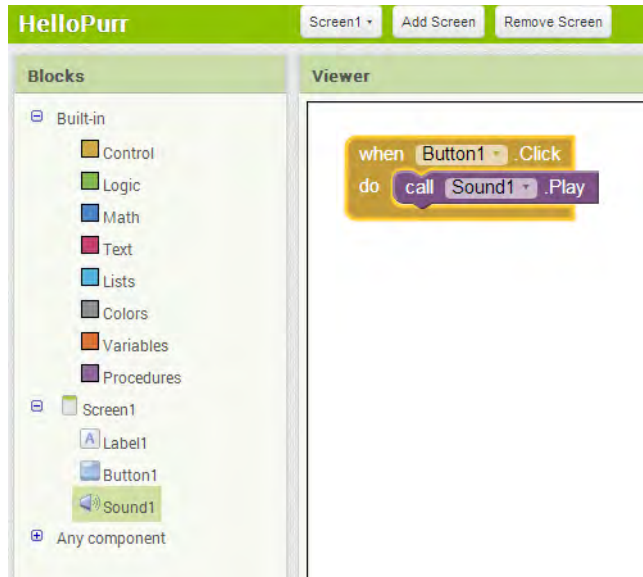 HelloPurr
Screen1 Add Screen Remove Screen
Blocks
Viewer
Built-in
Control
Logic
Math
Text
Lists
Colors
Variables
Procedures
Screen1
A Label1
Button1
Sound1
Any component
when Button1 .Click
do call Sound1 .Play